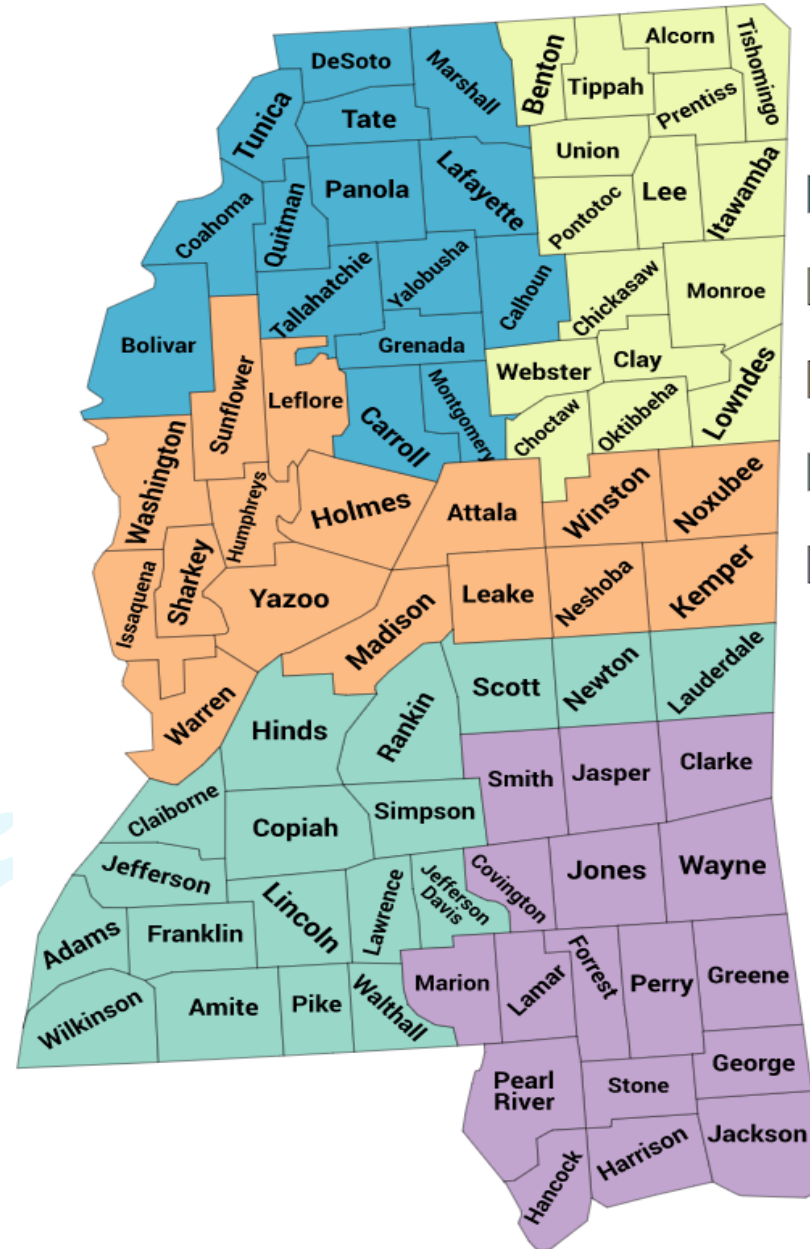 DeSoto
Marshall
Benton
Tippah
Alcorn
Tishomingo
Tunica
Tate
Prentiss
Union
Panola
Lafayette
Pontotoc
Lee
Itawamba
Coahoma
Quitman
Tallahatchie
Yalobusha
Calhoun
Chickasaw
Monroe
Bolivar
Sunflower
Leflore
Grenada
Carroll
Montgomery
Webster
Clay
Choctaw
Oktibbeha
Lowndes
Washington
Humphreys
Holmes
Attala
Winston
Noxubee
Issaquena
Sharkey
Yazoo
Madison
Leake
Neshoba
Kemper
Warren
Hinds
Rankin
Scott
Newton
Lauderdale
Claiborne
Copiah
Simpson
Smith
Jasper
Clarke
Jefferson
Lincoln
Lawrence
Jefferson
Davis
Covington
Jones
Wayne
Adams
Franklin
Wilkinson
Amite
Pike
Walthall
Marion
Lamar
Forrest
Perry
Greene
Pearl
River
Stone
George
Hancock
Harrison
Jackson